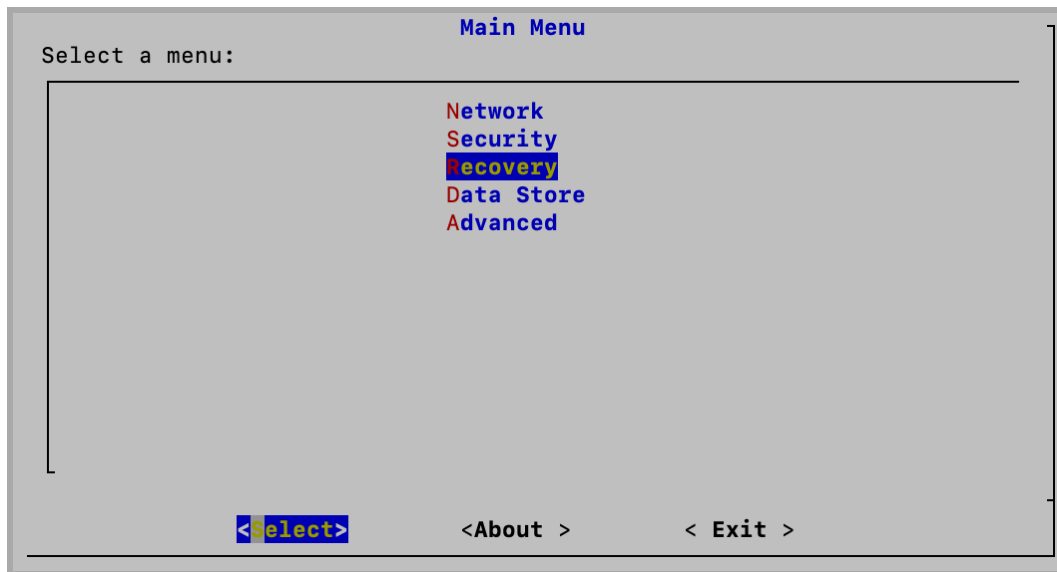 Main Menu
Select a menu:
Network
Security
Recovery
Data Store
Advanced
<Select> <About > < Exit >